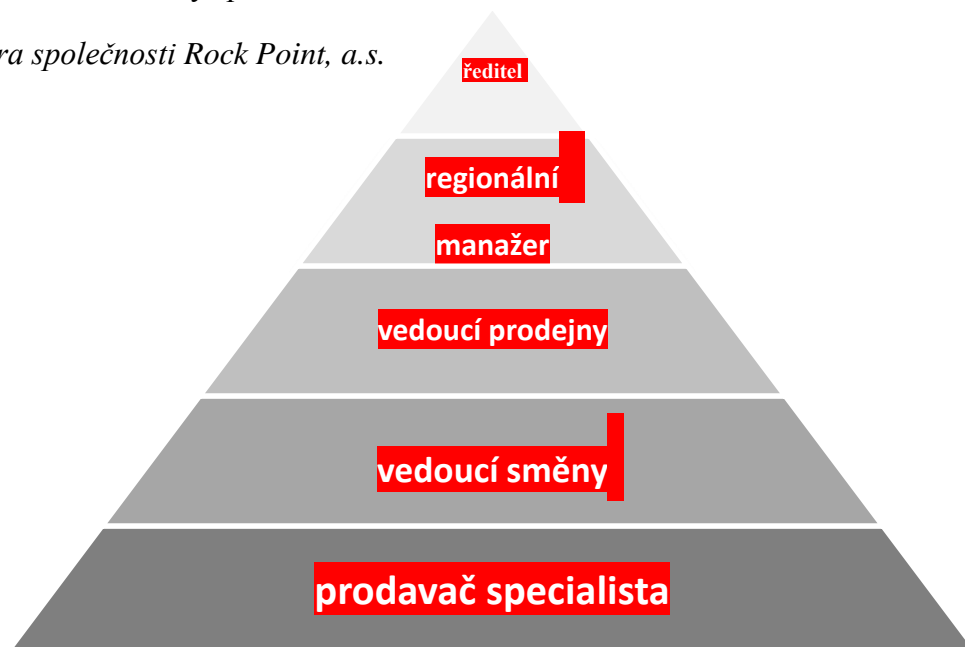 ra společnosti Rock Point, a.s.
ředitel
regionální
manažer
vedoucí prodejny
vedoucí směny
prodavač specialista